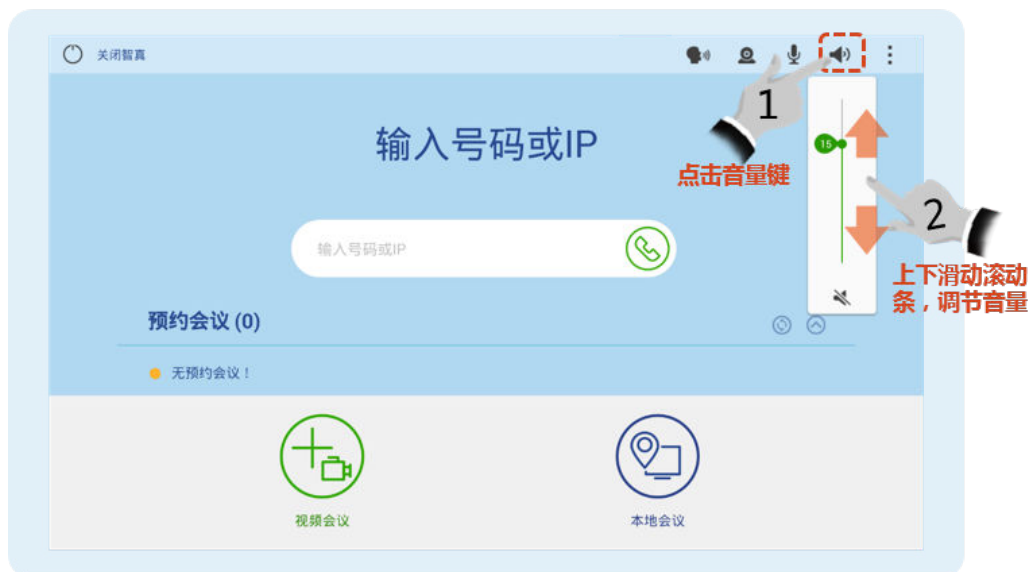 关闭智真
1
输入号码或IP
点击音量键
15
2
输入号码或IP
上下滑动滚动
条，调节音量
预约会议 (0)
无预约会议！
视频会议
本地会议